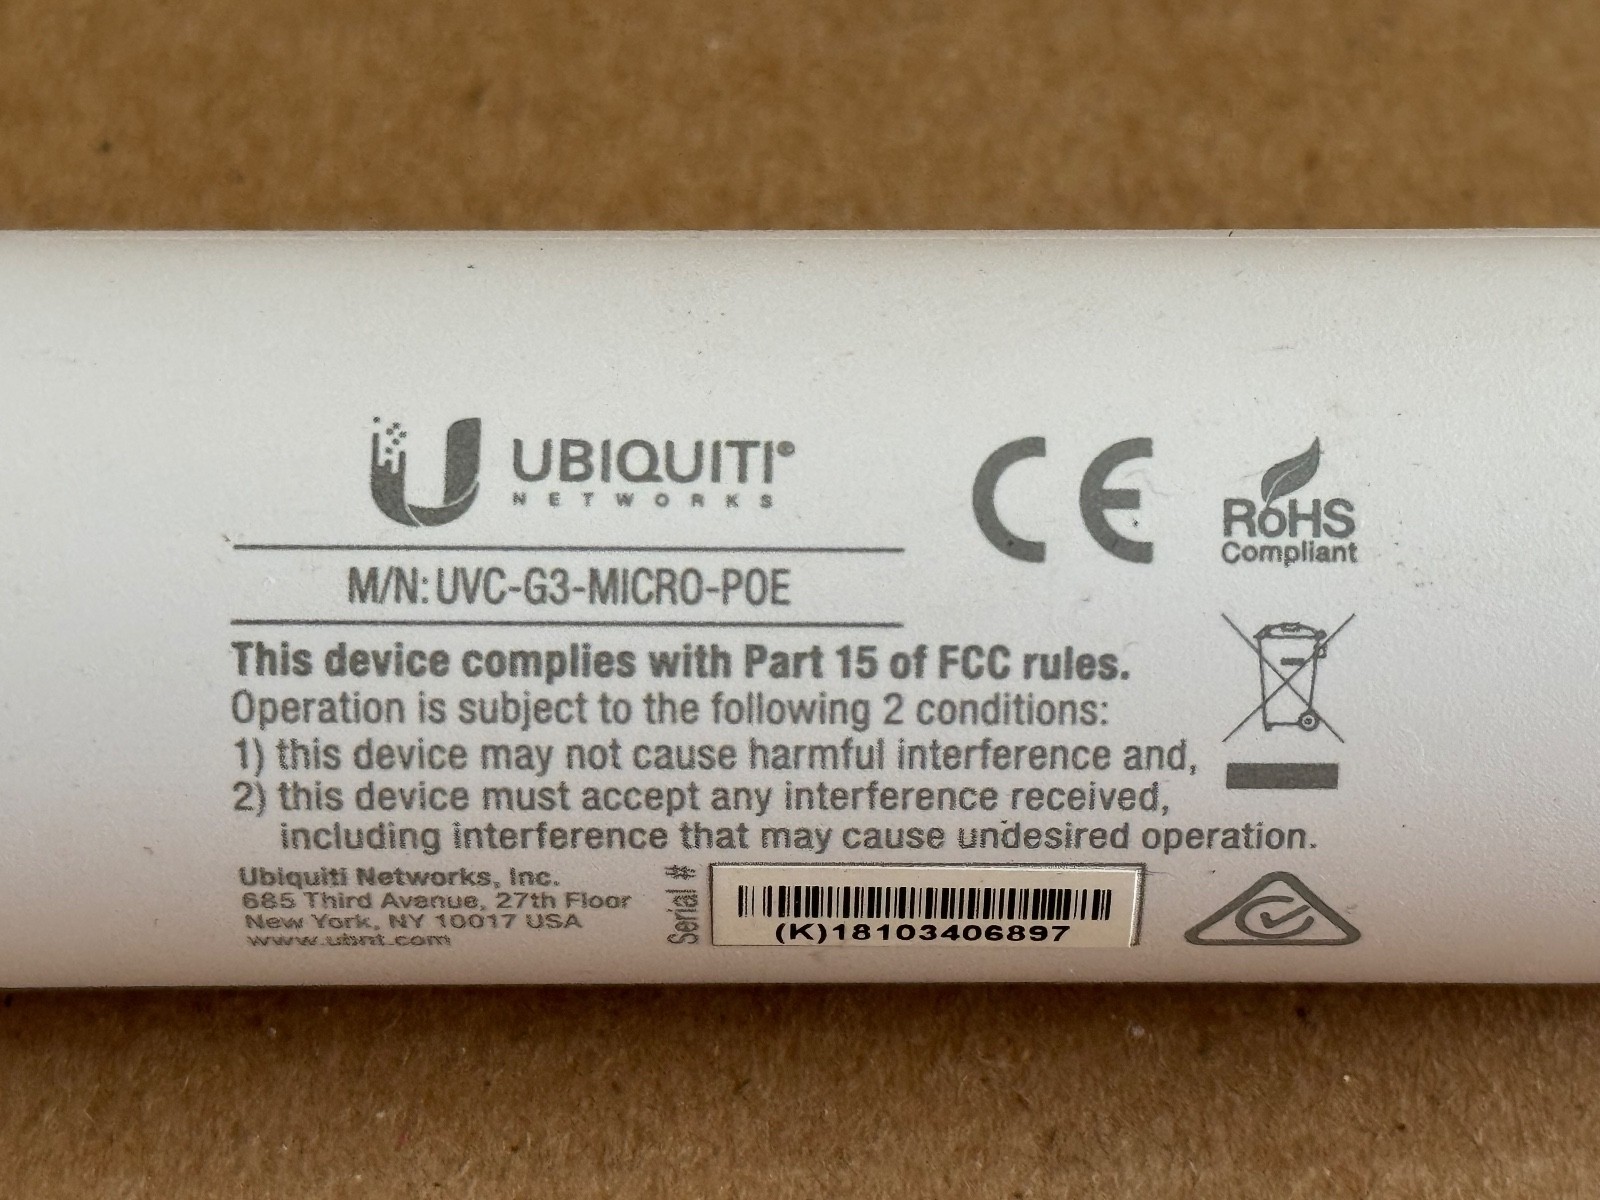 UBIQUITI®
NETWORKS
CE
RoHS
Compliant
M/N: UVC-G3-MICRO-POE
This device complies with Part 15 of FCC rules.
Operation is subject to the following 2 conditions:
1) this device may not cause harmful interference and,
2) this device must accept any interference received,
including interference that may cause undesired operation.
Ubiquiti Networks, Inc.
685 Third Avenue, 27th Floor
New York, NY 10017 USA
www.ubnt.com
Serial #
(K)18103406897